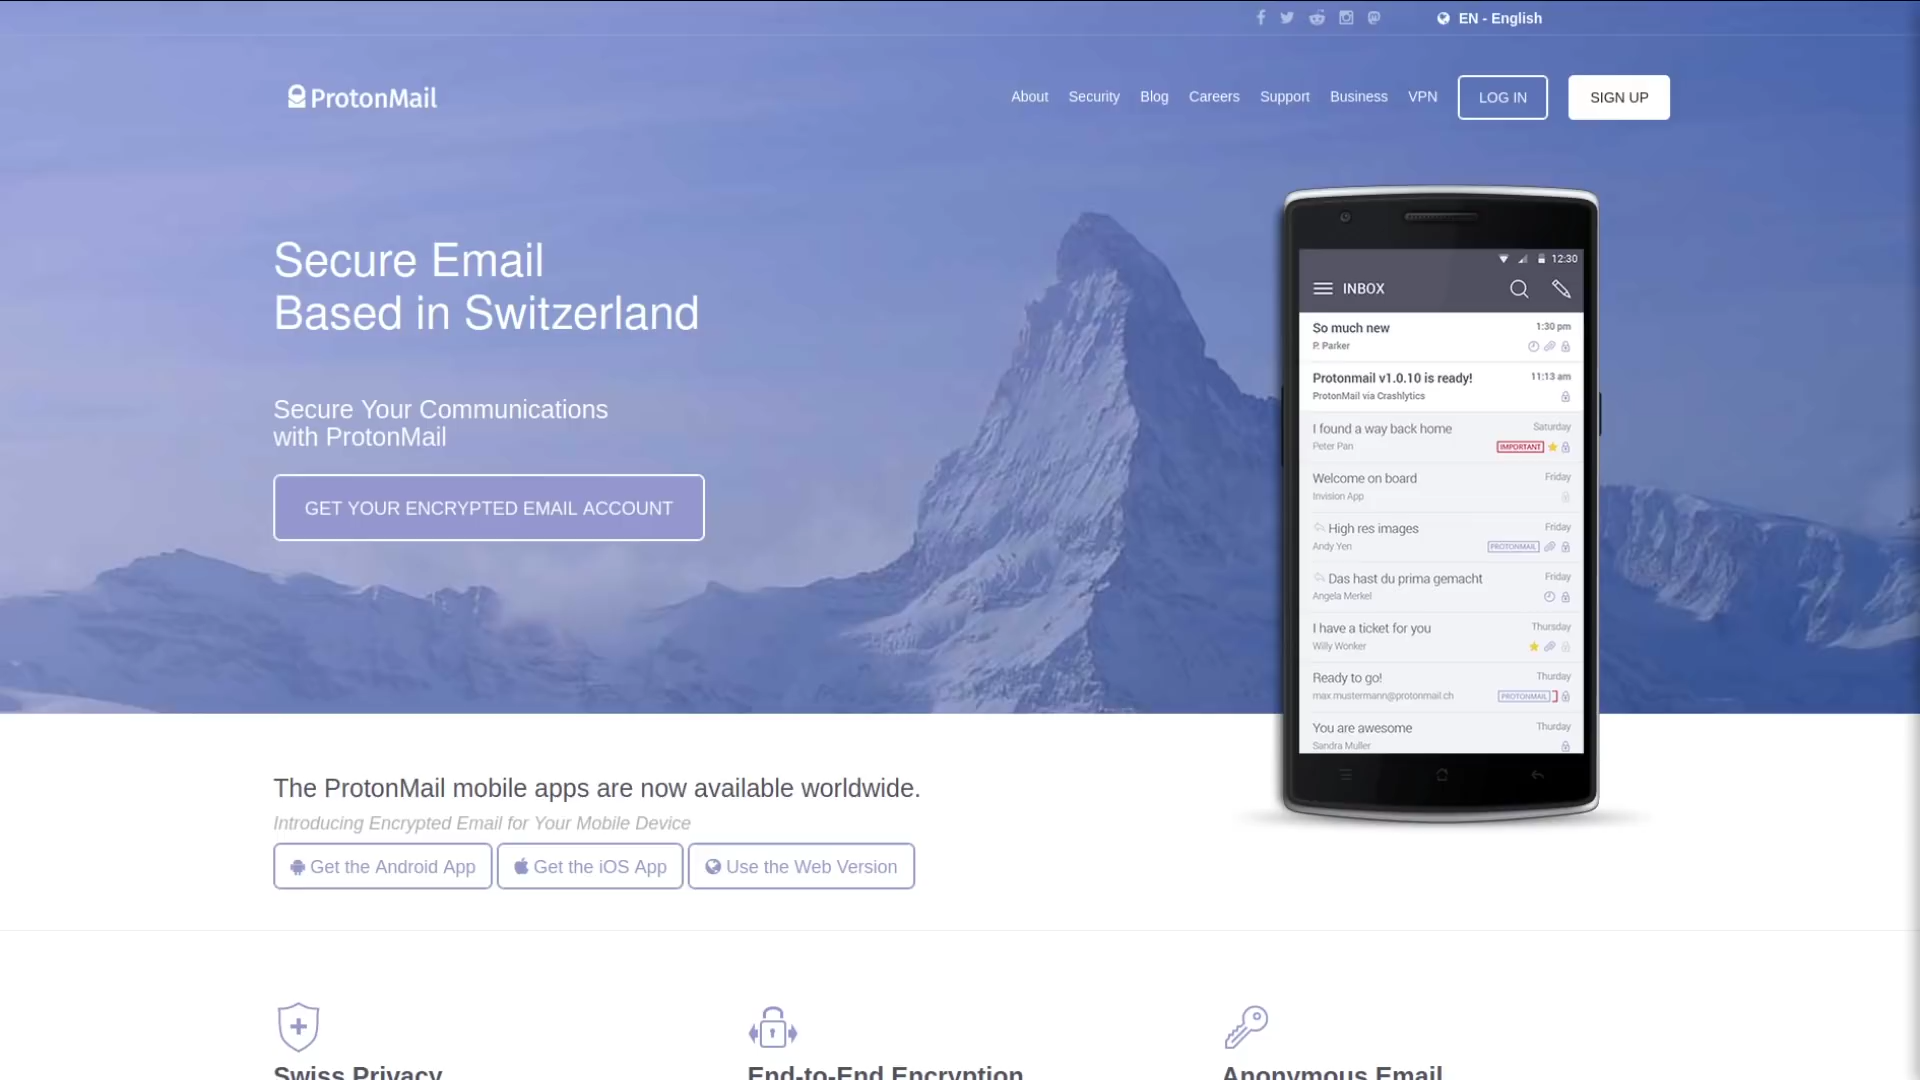 EN - English
ProtonMail
About Security Blog Careers Support Business VPN LOG IN SIGN UP
Secure Email
Based in Switzerland
Secure Your Communications
with ProtonMail
GET YOUR ENCRYPTED EMAIL ACCOUNT
12:30
INBOX
So much new 1:30 pm
P. Parker
Protonmail v1.0.10 is ready! 11:13 am
ProtonMail via Crashlytics
I found a way back home Saturday
Peter Pan IMPORTANT
Welcome on board Friday
Invision App
High res images Friday
Andy Yen PROTONMAIL
Das hast du prima gemacht Friday
Angela Merkel
I have a ticket for you Thursday
Willy Wonker
Ready to go! Thurday
max.mustermann@protonmail.ch PROTONMAIL
You are awesome Thurday
Sandra Muller
The ProtonMail mobile apps are now available worldwide.
Introducing Encrypted Email for Your Mobile Device
Get the Android App Get the iOS App Use the Web Version
Swiss Privacy End-to-End Encryption Anonymous Email